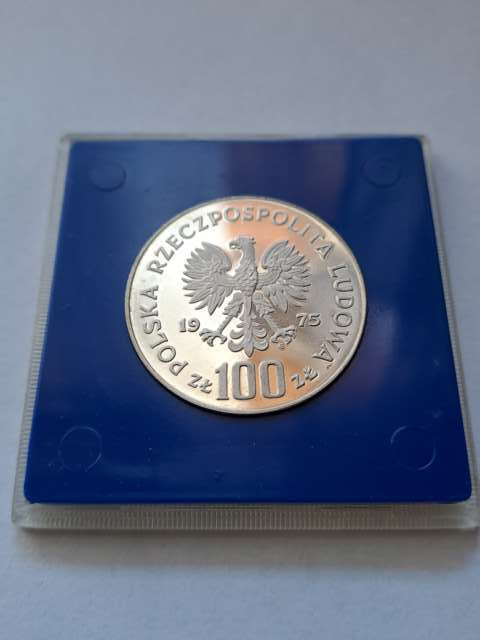 POLSKA RZECZPOSPOLITA LUDOWA
19 75
zł 100 zł